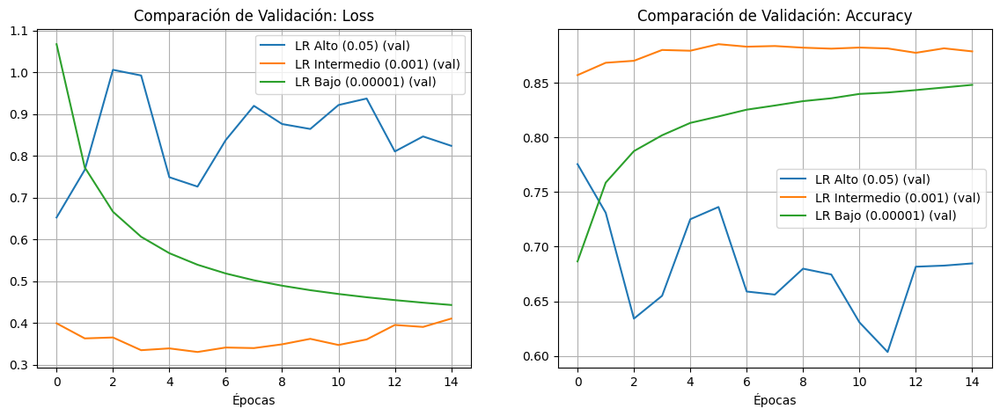 Comparación de Validación: Loss
1.1
1.0
0.9
0.8
0.7
0.6
0.5
0.4
0.3
LR Alto (0.05) (val)
LR Intermedio (0.001) (val)
LR Bajo (0.00001) (val)
0 2 4 6 8 10 12 14
Épocas
Comparación de Validación: Accuracy
0.85
0.80
0.75
0.70
0.65
0.60
LR Alto (0.05) (val)
LR Intermedio (0.001) (val)
LR Bajo (0.00001) (val)
0 2 4 6 8 10 12 14
Épocas